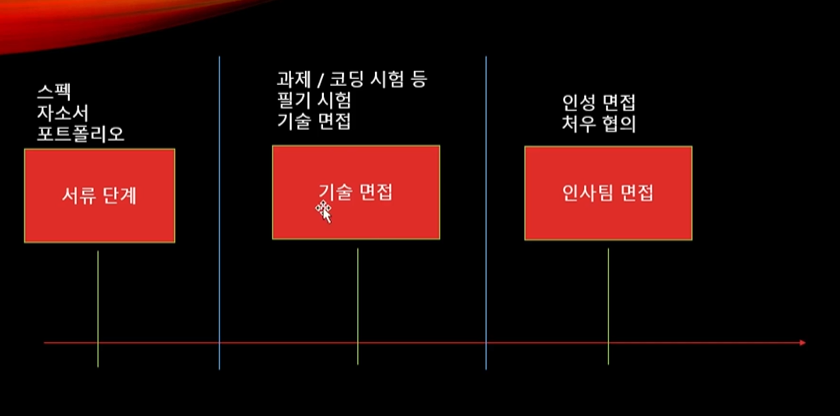 스펙
자소서
포트폴리오
서류 단계
과제 / 코딩 시험 등
필기 시험
기술 면접
기술 면접
인성 면접
처우 협의
인사팀 면접